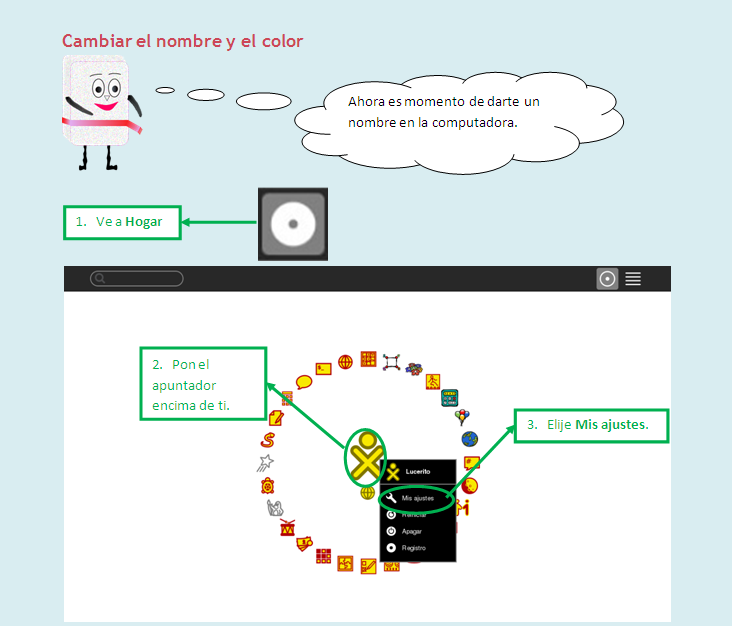 Cambiar el nombre y el color
Ahora es momento de darte un
nombre en la computadora.
1. Ve a Hogar
2. Pon el
apuntador
encima de ti.
3. Elije Mis ajustes.
Lucerito
Mis ajustes
Reiniciar
Apagar
Registro